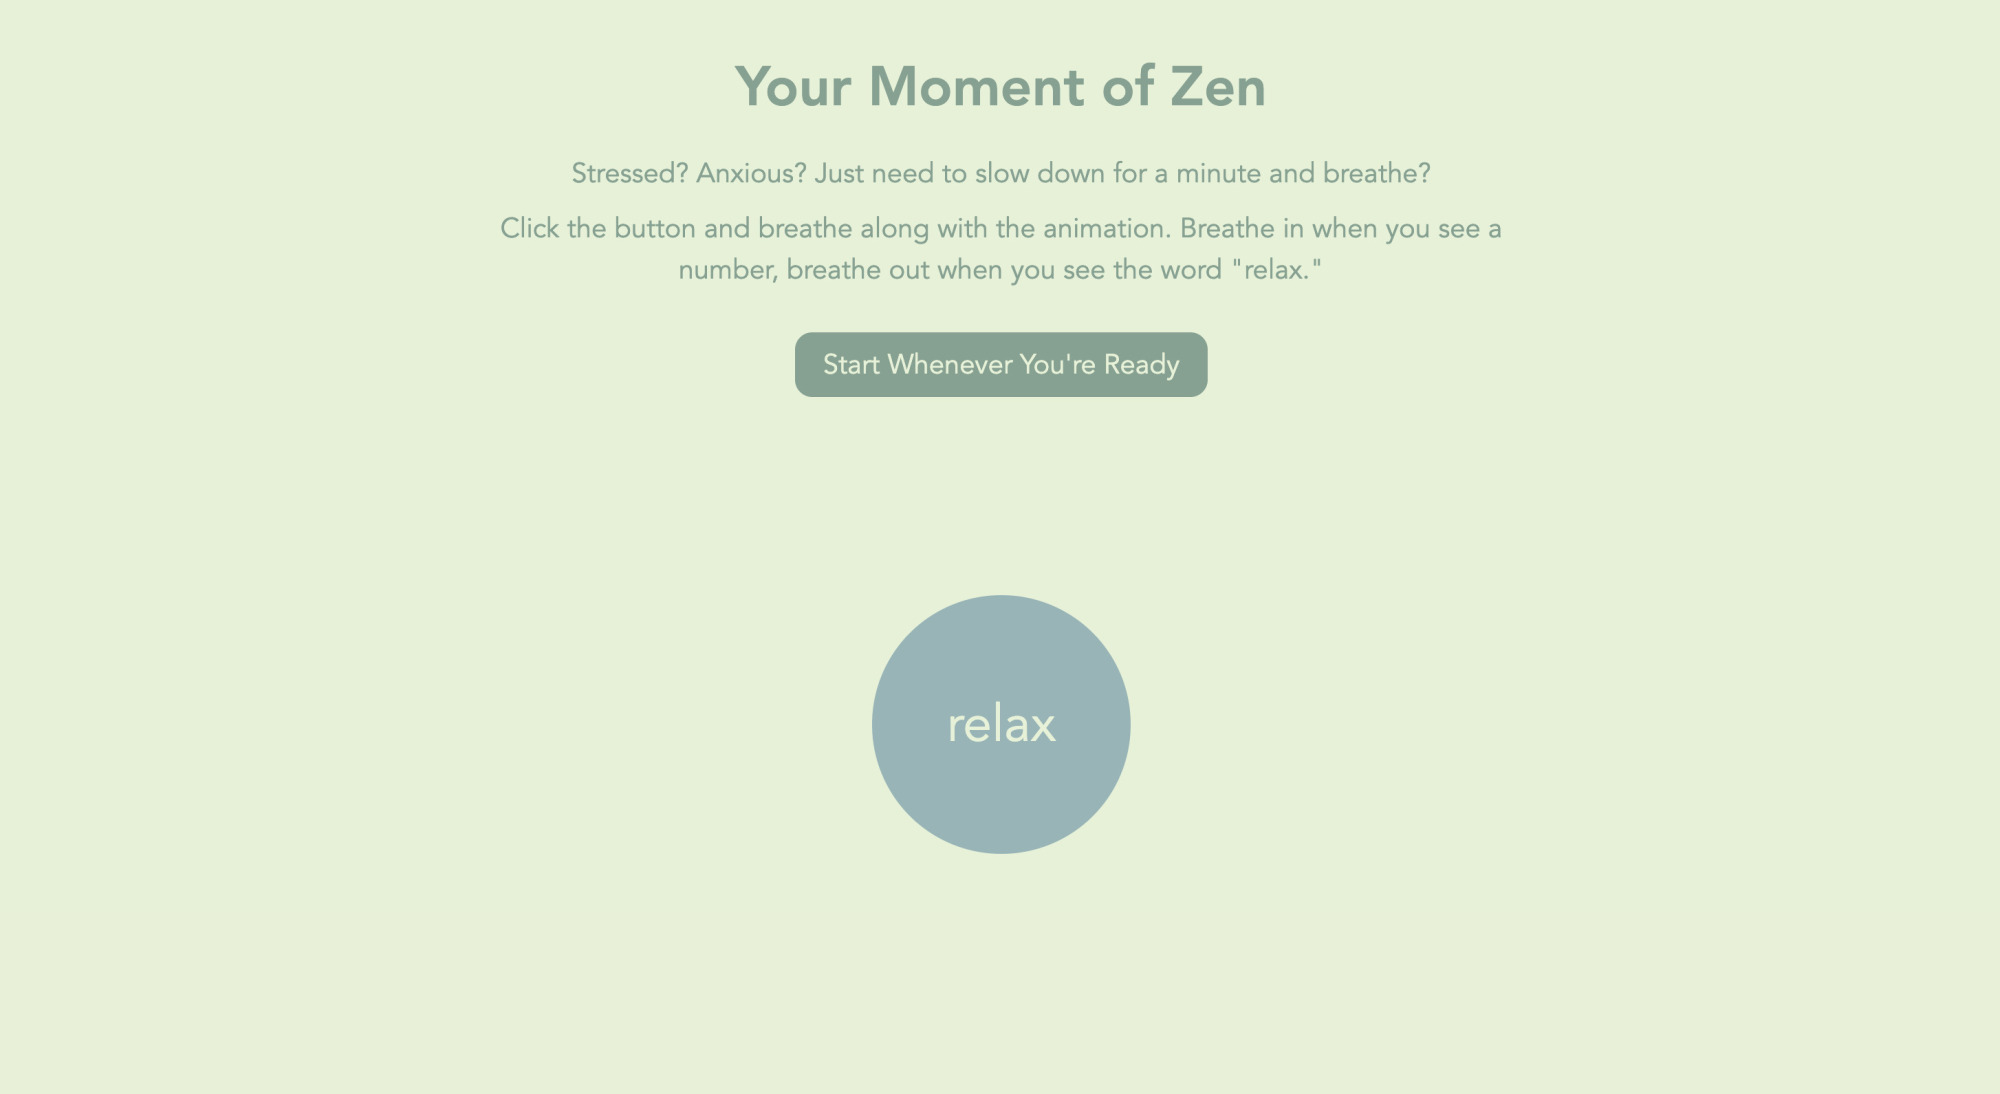 Your Moment of Zen
Stressed? Anxious? Just need to slow down for a minute and breathe?
Click the button and breathe along with the animation. Breathe in when you see a
number, breathe out when you see the word "relax."
Start Whenever You're Ready
relax